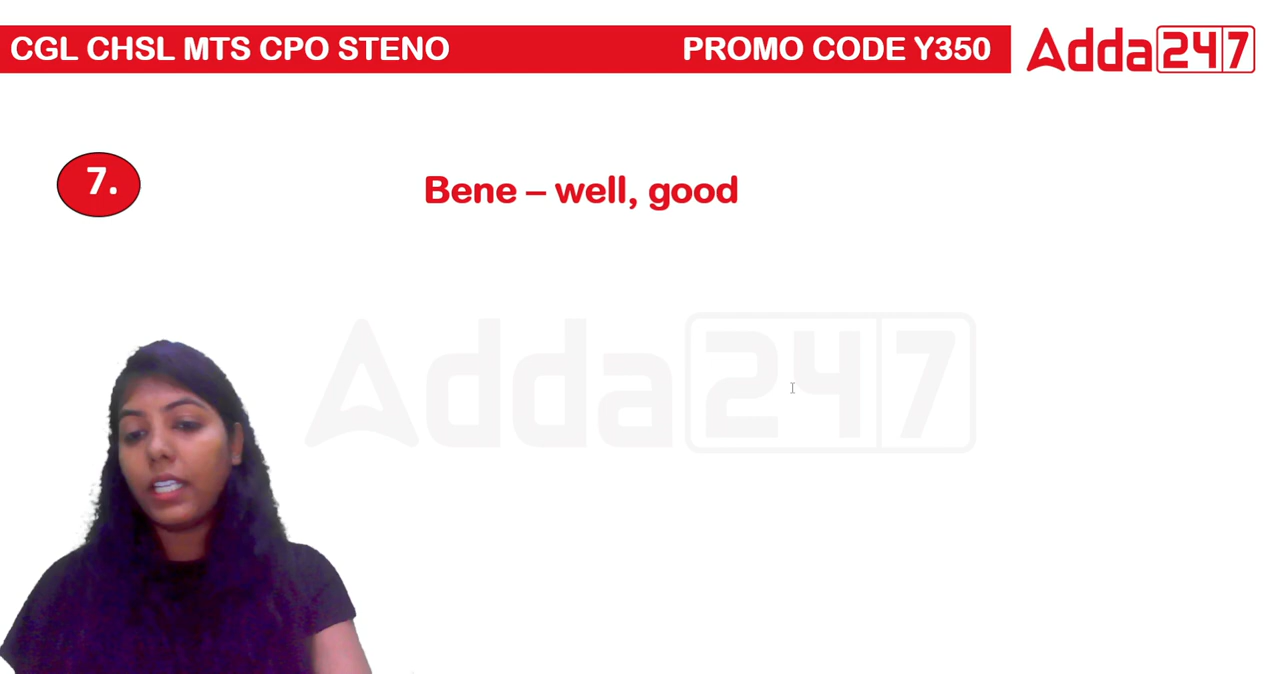 CGL CHSL MTS CPO STENO PROMO CODE Y350 Adda247
7. Bene – well, good
Adda247